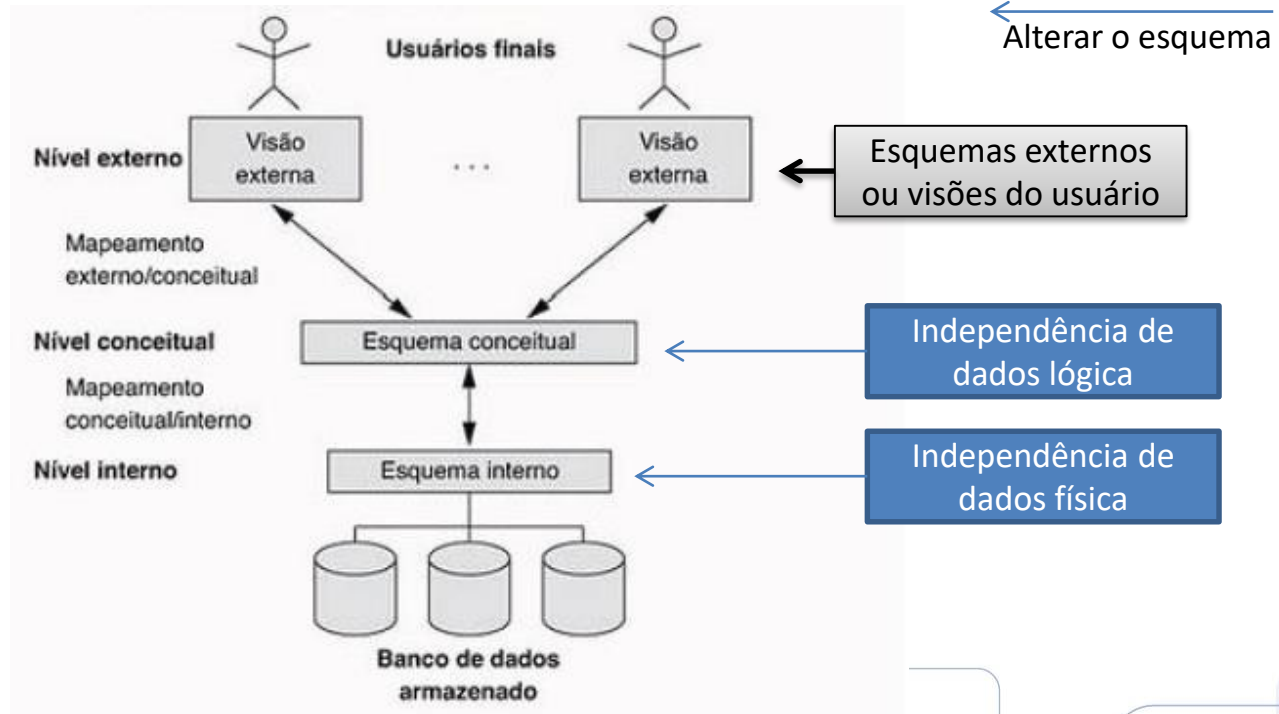 Usuários finais
Alterar o esquema
Nível externo
Visão
externa
. . .
Visão
externa
Esquemas externos
ou visões do usuário
Mapeamento
externo/conceitual
Nível conceitual
Esquema conceitual
Independência de
dados lógica
Mapeamento
conceitual/interno
Nível interno
Esquema interno
Independência de
dados física
Banco de dados
armazenado